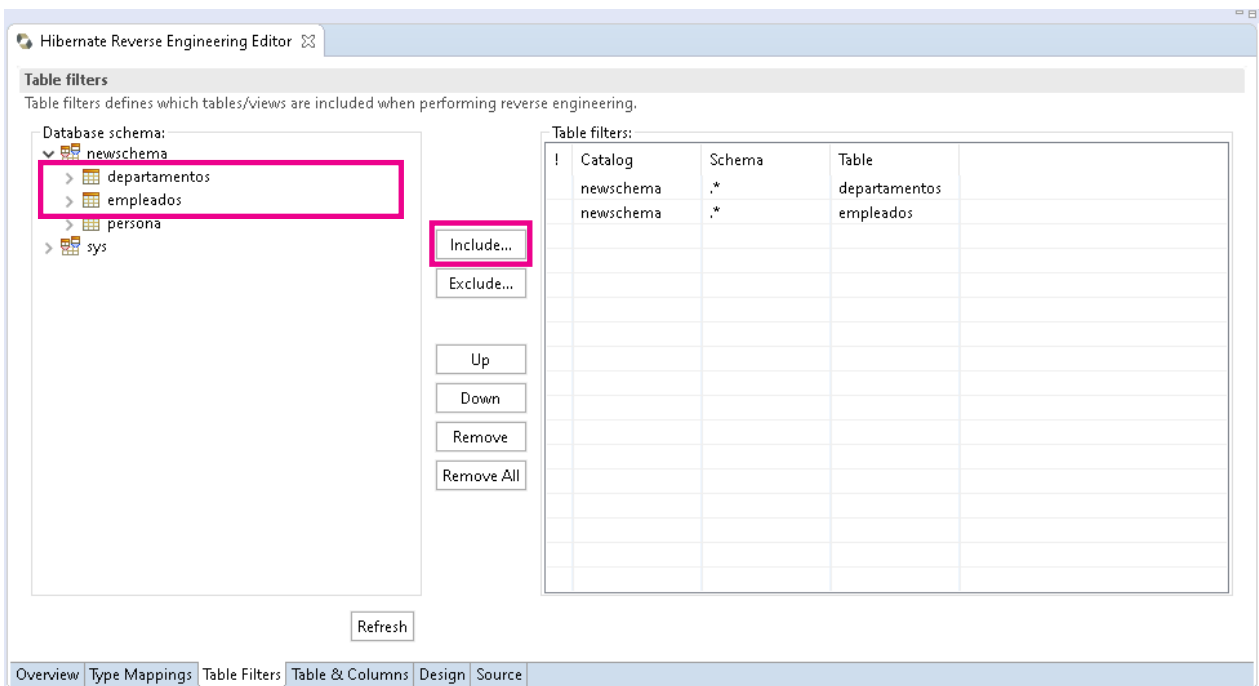 Hibernate Reverse Engineering Editor
Table filters
Table filters defines which tables/views are included when performing reverse engineering.
Database schema:
newschema
departamentos
empleados
persona
sys
Include...
Exclude...
Up
Down
Remove
Remove All
Refresh
Table filters:
! Catalog Schema Table
newschema .* departamentos
newschema .* empleados
Overview Type Mappings Table Filters Table & Columns Design Source